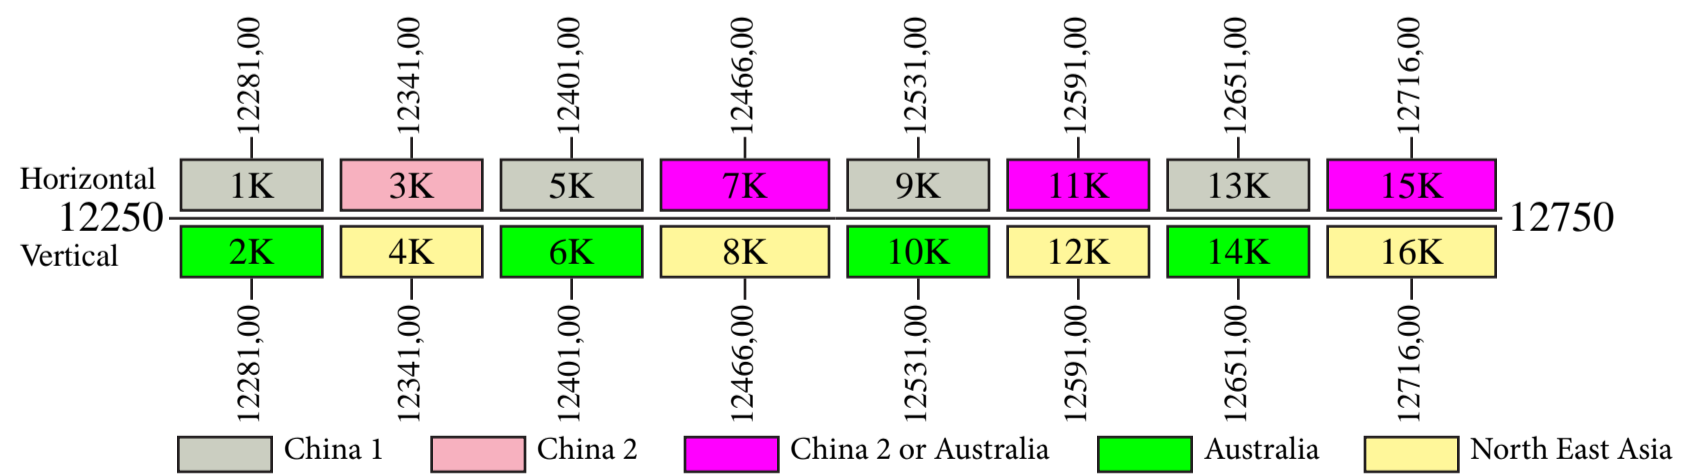 12281,00 12341,00 12401,00 12466,00 12531,00 12591,00 12651,00 12716,00
Horizontal 1K 3K 5K 7K 9K 11K 13K 15K
12250 12750
Vertical 2K 4K 6K 8K 10K 12K 14K 16K
12281,00 12341,00 12401,00 12466,00 12531,00 12591,00 12651,00 12716,00
China 1 China 2 China 2 or Australia Australia North East Asia